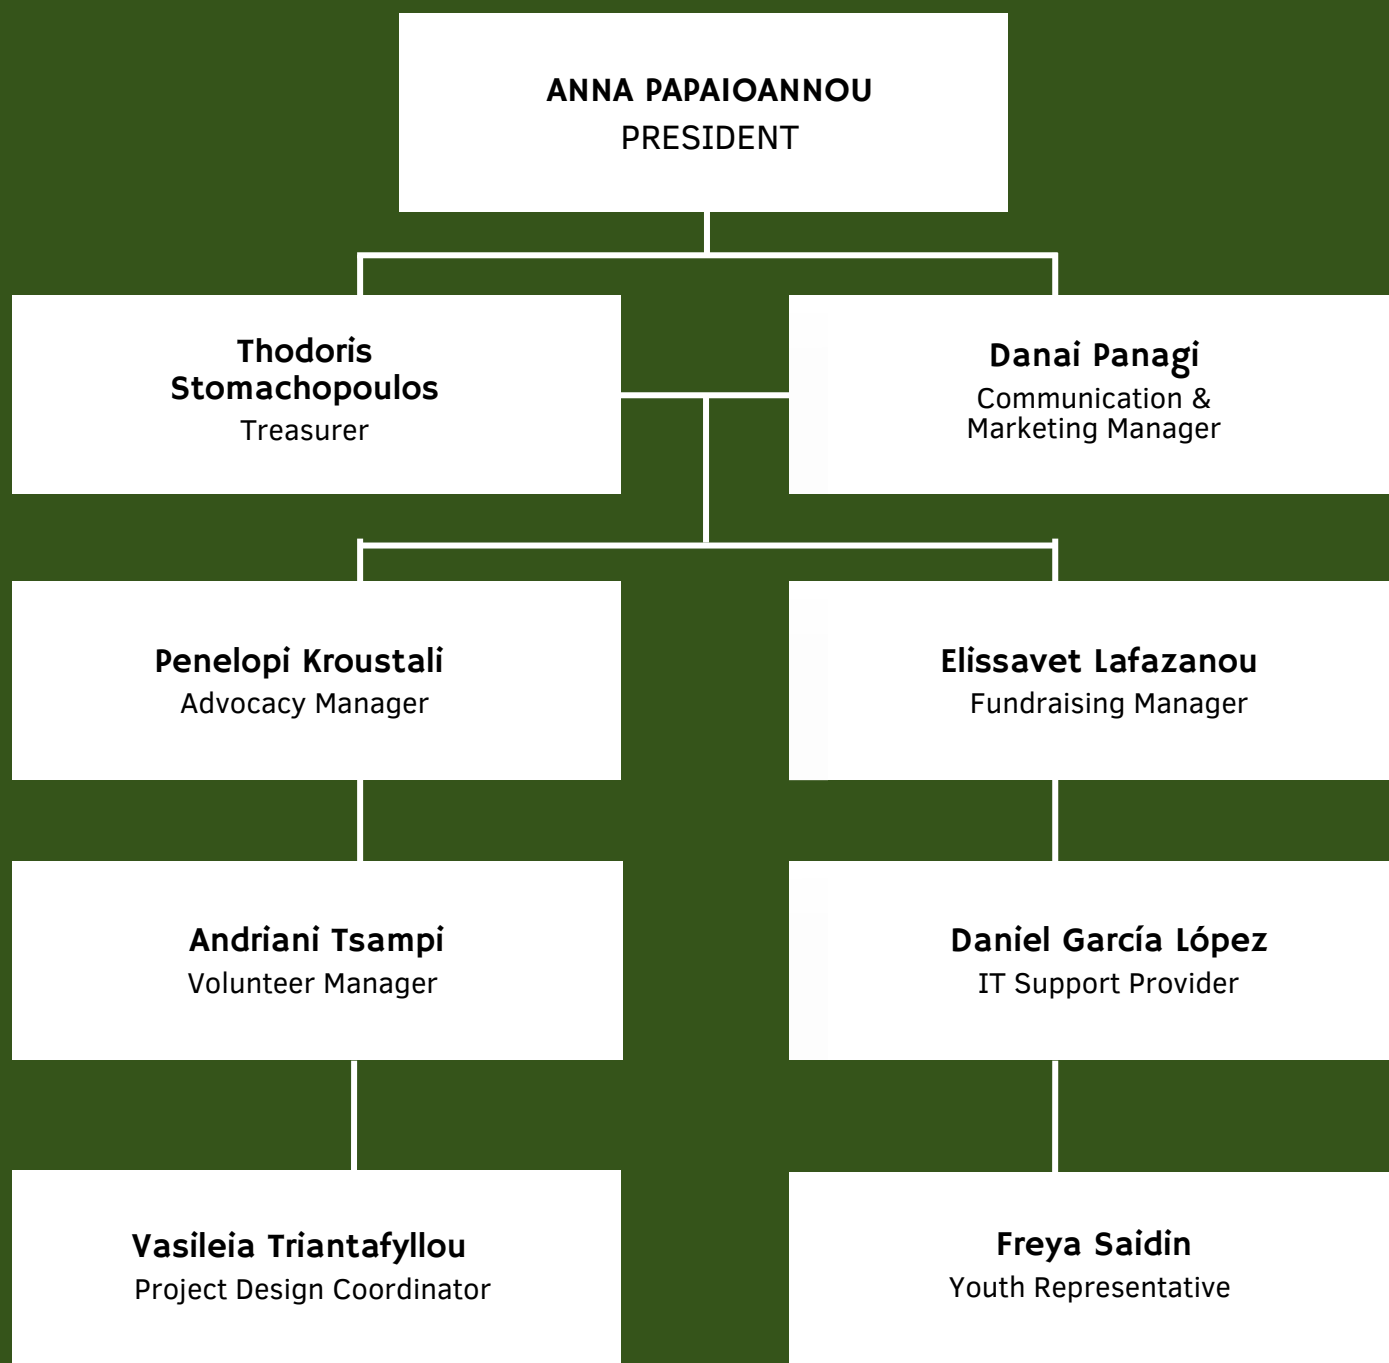 ANNA PAPAIOANNOU
PRESIDENT
Thodoris
Stomachopoulos
Treasurer
Danai Panagi
Communication &
Marketing Manager
Penelopi Kroustali
Advocacy Manager
Elissavet Lafazanou
Fundraising Manager
Andriani Tsampi
Volunteer Manager
Daniel García López
IT Support Provider
Vasileia Triantafyllou
Project Design Coordinator
Freya Saidin
Youth Representative